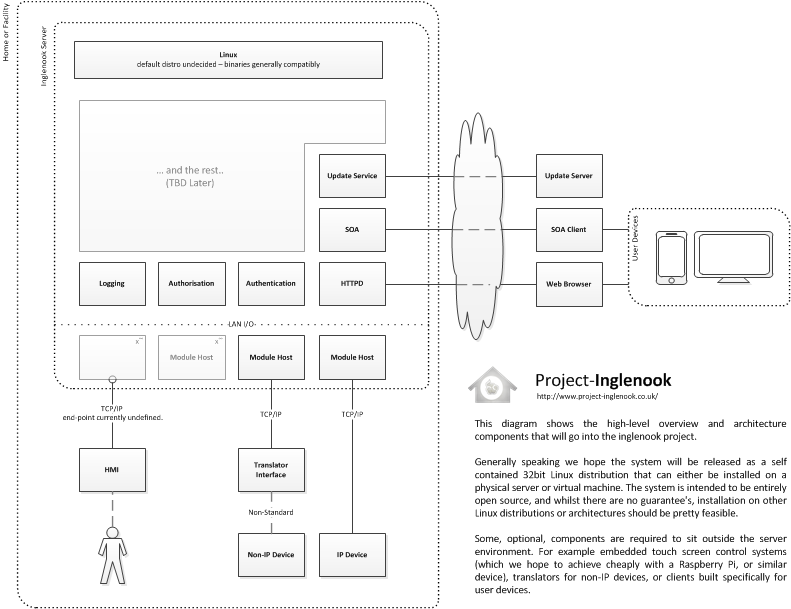 Home or Facility
Inglenook Server
Linux
default distro undecided – binaries generally compatibly
... and the rest..
(TBD Later)
Update Service
SOA
Logging
Authorisation
Authentication
HTTPD
Update Server
SOA Client
Web Browser
User Devices
LAN I/O
x
x
Module Host
Module Host
Module Host
TCP/IP
end-point currently undefined.
TCP/IP
TCP/IP
HMI
Translator
Interface
Non-Standard
Non-IP Device
IP Device
Project-Inglenook
http://www.project-inglenook.co.uk/
This diagram shows the high-level overview and architecture
components that will go into the inglenook project.
Generally speaking we hope the system will be released as a self
contained 32bit Linux distribution that can either be installed on a
physical server or virtual machine. The system is intended to be entirely
open source, and whilst there are no guarantee's, installation on other
Linux distributions or architectures should be pretty feasible.
Some, optional, components are required to sit outside the server
environment. For example embedded touch screen control systems
(which we hope to achieve cheaply with a Raspberry Pi, or similar
device), translators for non-IP devices, or clients built specifically for
user devices.